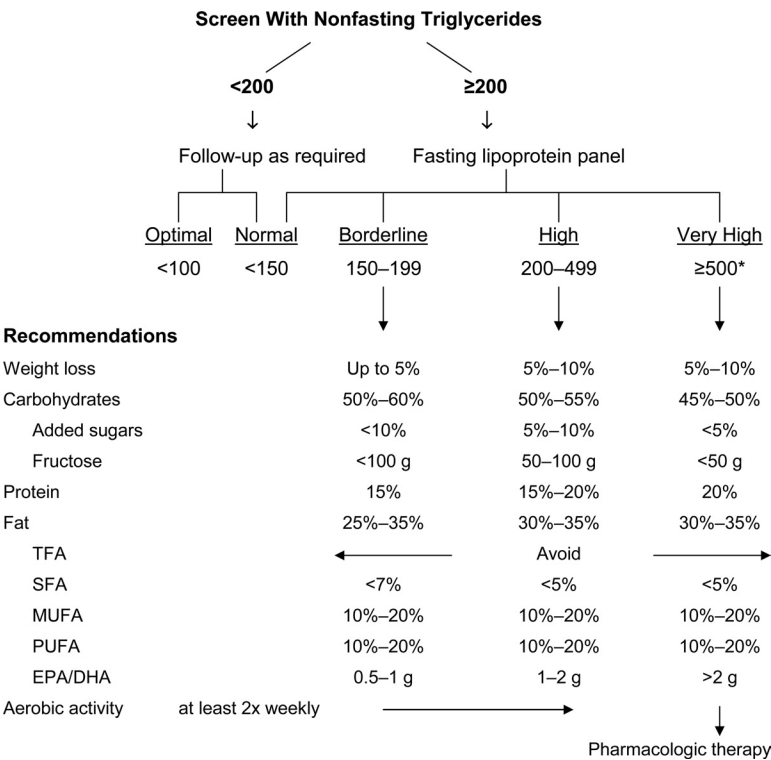 Screen With Nonfasting Triglycerides
<200 ≥200
Follow-up as required Fasting lipoprotein panel
Optimal Normal Borderline High Very High
<100 <150 150–199 200–499 ≥500*
Recommendations
Weight loss Up to 5% 5%–10% 5%–10%
Carbohydrates 50%–60% 50%–55% 45%–50%
Added sugars <10% 5%–10% <5%
Fructose <100 g 50–100 g <50 g
Protein 15% 15%–20% 20%
Fat 25%–35% 30%–35% 30%–35%
TFA Avoid
SFA <7% <5% <5%
MUFA 10%–20% 10%–20% 10%–20%
PUFA 10%–20% 10%–20% 10%–20%
EPA/DHA 0.5–1 g 1–2 g >2 g
Aerobic activity at least 2x weekly
Pharmacologic therapy